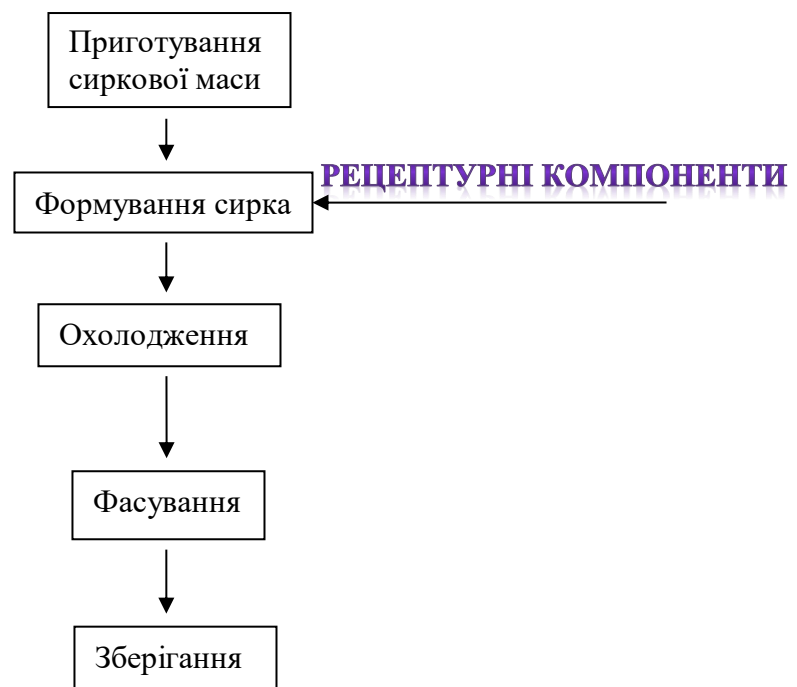 Приготування
сиркової маси
РЕЦЕПТУРНІ КОМПОНЕНТИ
Формування сирка
Охолодження
Фасування
Зберігання